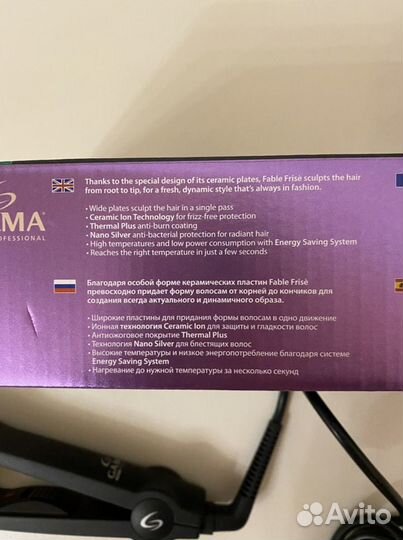 Thanks to the special design of its ceramic plates, Fable Frisè sculpts the hair
from root to tip, for a fresh, dynamic style that's always in fashion.
• Wide plates sculpt the hair in a single pass
• Ceramic Ion Technology for frizz-free protection
• Thermal Plus anti-burn coating
• Nano Silver anti-bacterial protection for radiant hair
• High temperatures and low power consumption with Energy Saving System
• Reaches the right temperature in just a few seconds
MA®
OFESSIONAL
Благодаря особой форме керамических пластин Fable Frisè
превосходно придает форму волосам от корней до кончиков для
создания всегда актуального и динамичного образа.
• Широкие пластины для придания формы волосам в одно движение
• Ионная технология Ceramic Ion для защиты и гладкости волос
• Антиожоговое покрытие Thermal Plus
• Технология Nano Silver для блестящих волос
• Высокие температуры и низкое энергопотребление благодаря системе
Energy Saving System
• Нагревание до нужной температуры за несколько секунд
GAMA
Avito